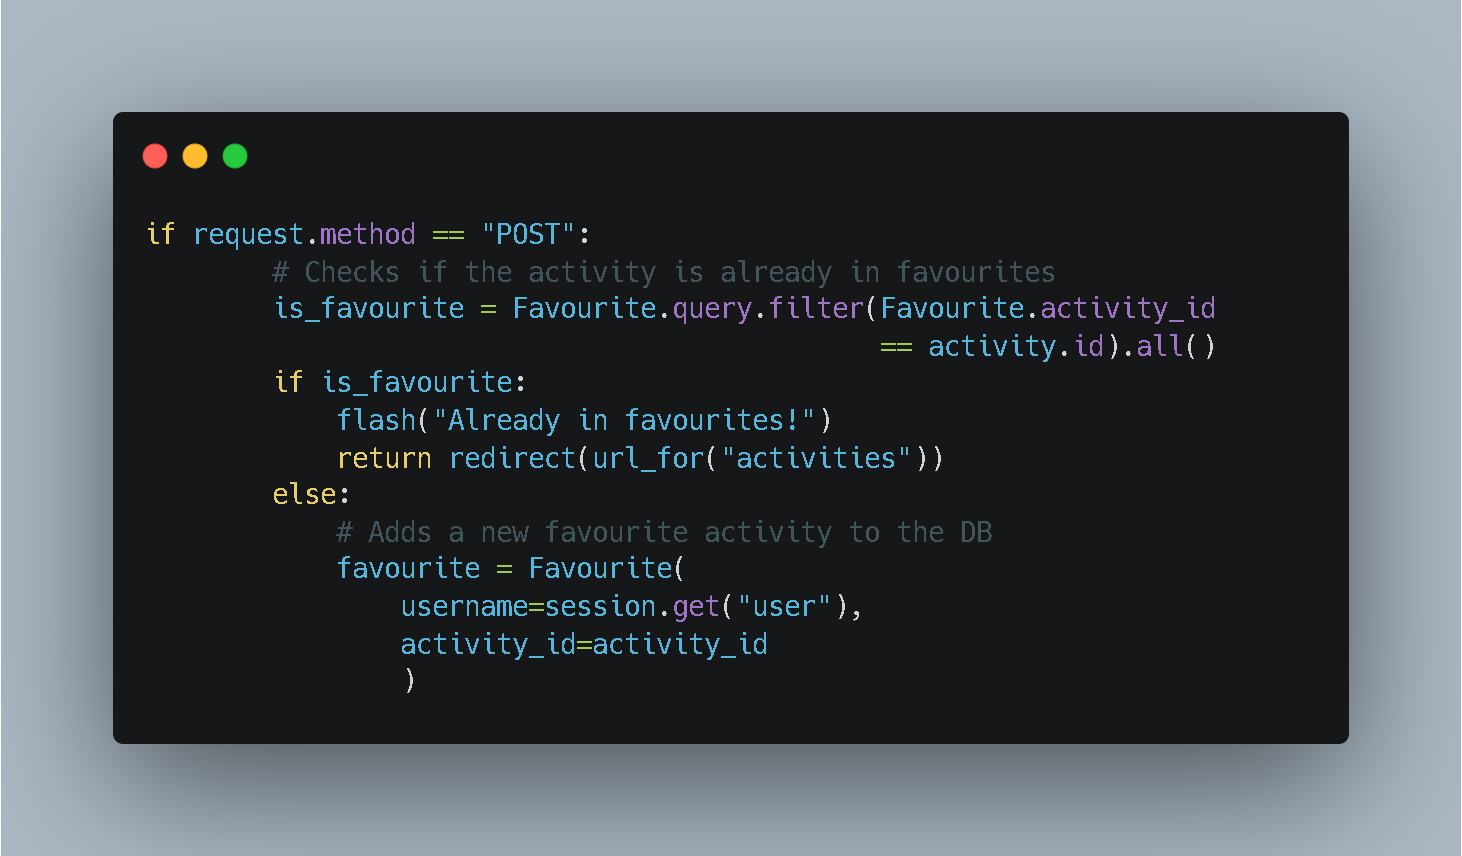 if request.method == "POST":
        # Checks if the activity is already in favourites
        is_favourite = Favourite.query.filter(Favourite.activity_id
                                              == activity.id).all()
        if is_favourite:
            flash("Already in favourites!")
            return redirect(url_for("activities"))
        else:
            # Adds a new favourite activity to the DB
            favourite = Favourite(
                username=session.get("user"),
                activity_id=activity_id
                )